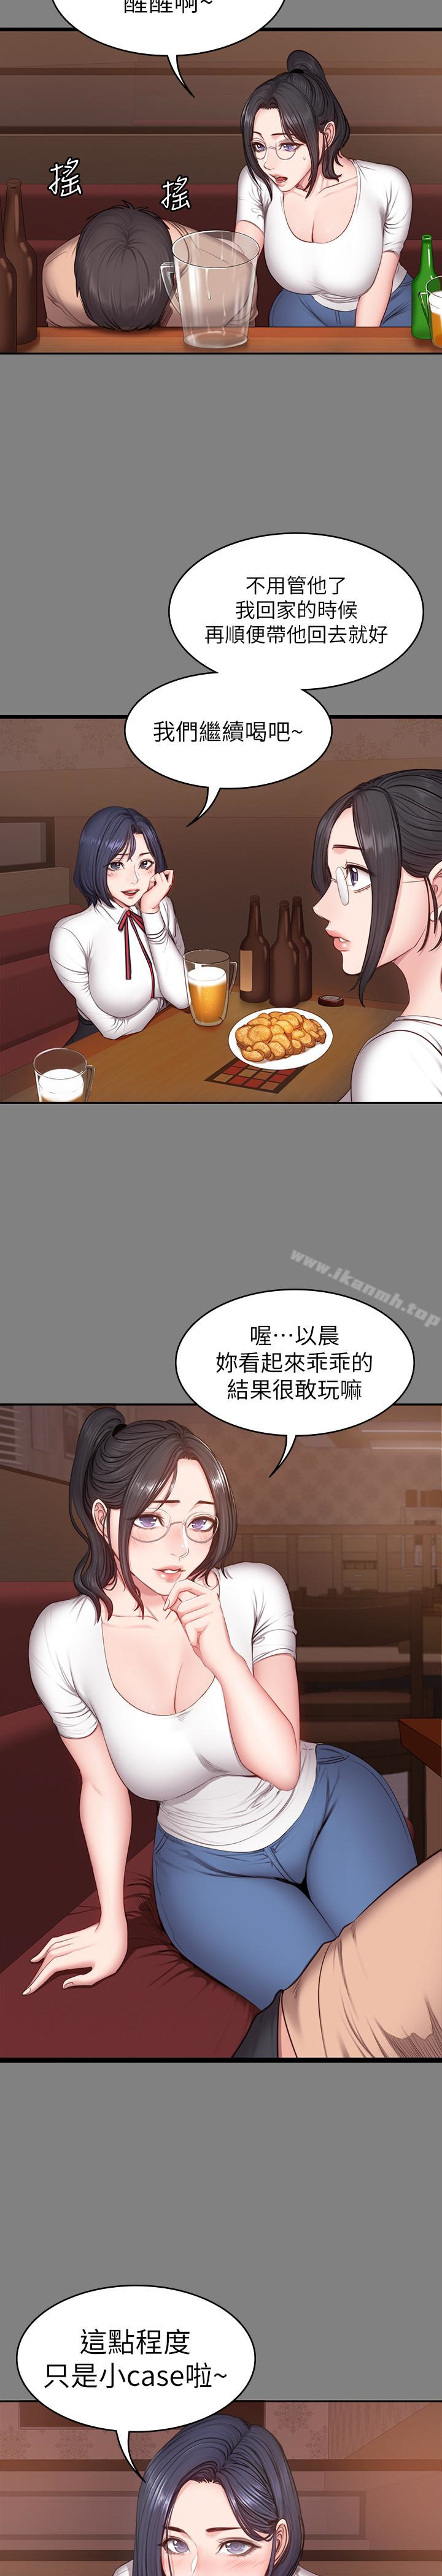 醒醒啊~
搖
搖
不用管他了
我回家的時候
再順便帶他回去就好
我們繼續喝吧~
www.ikanmh.top
喔…以晨
妳看起來乖乖的
結果很敢玩嘛
這點程度
只是小case啦~